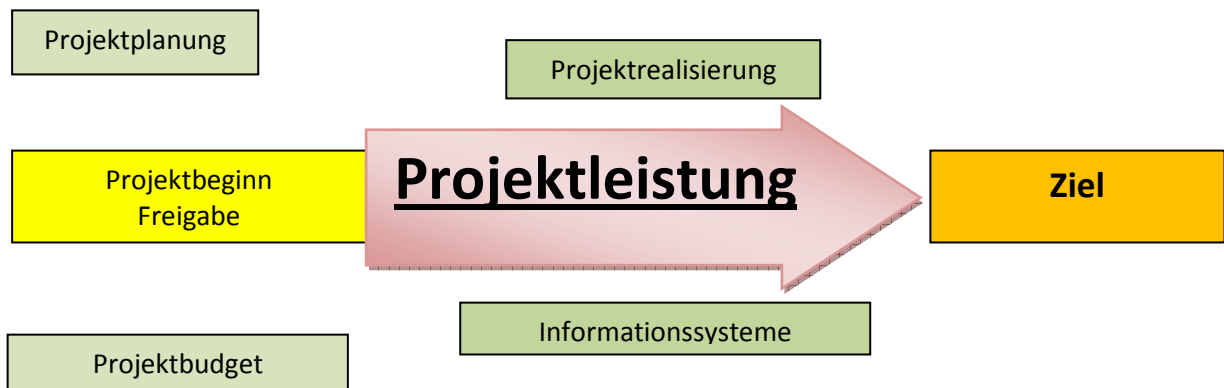 Projektplanung
Projektrealisierung
Projektbeginn
Freigabe
Projektleistung
Ziel
Informationssysteme
Projektbudget